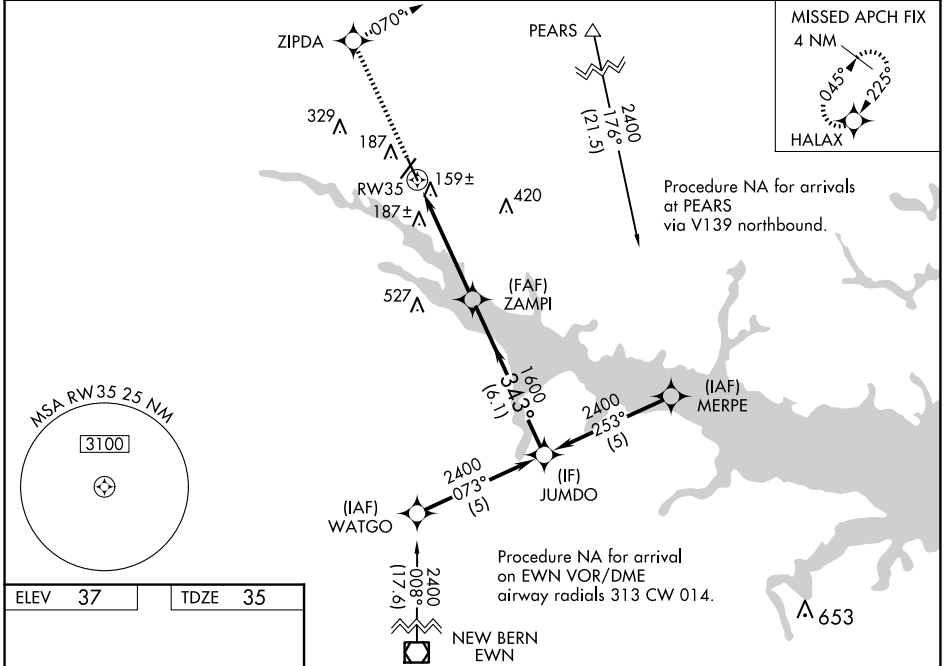 ZIPDA
070°
PEARS
2400
176°
(21.5)
MISSED APCH FIX
4 NM
045°
225°
HALAX
329
187
RW35
159±
187±
420
Procedure NA for arrivals
at PEARS
via V139 northbound.
527
(FAF)
ZAMPI
1600
343°
(6.1)
(IAF)
MERPE
2400
253°
(5)
(IF)
JUMDO
2400
073°
(5)
(IAF)
WATGO
MSA RW35 25 NM
3100
2400
008°
(17.6)
NEW BERN
EWN
Procedure NA for arrival
on EWN VOR/DME
airway radials 313 CW 014.
653
ELEV 37
TDZE 35